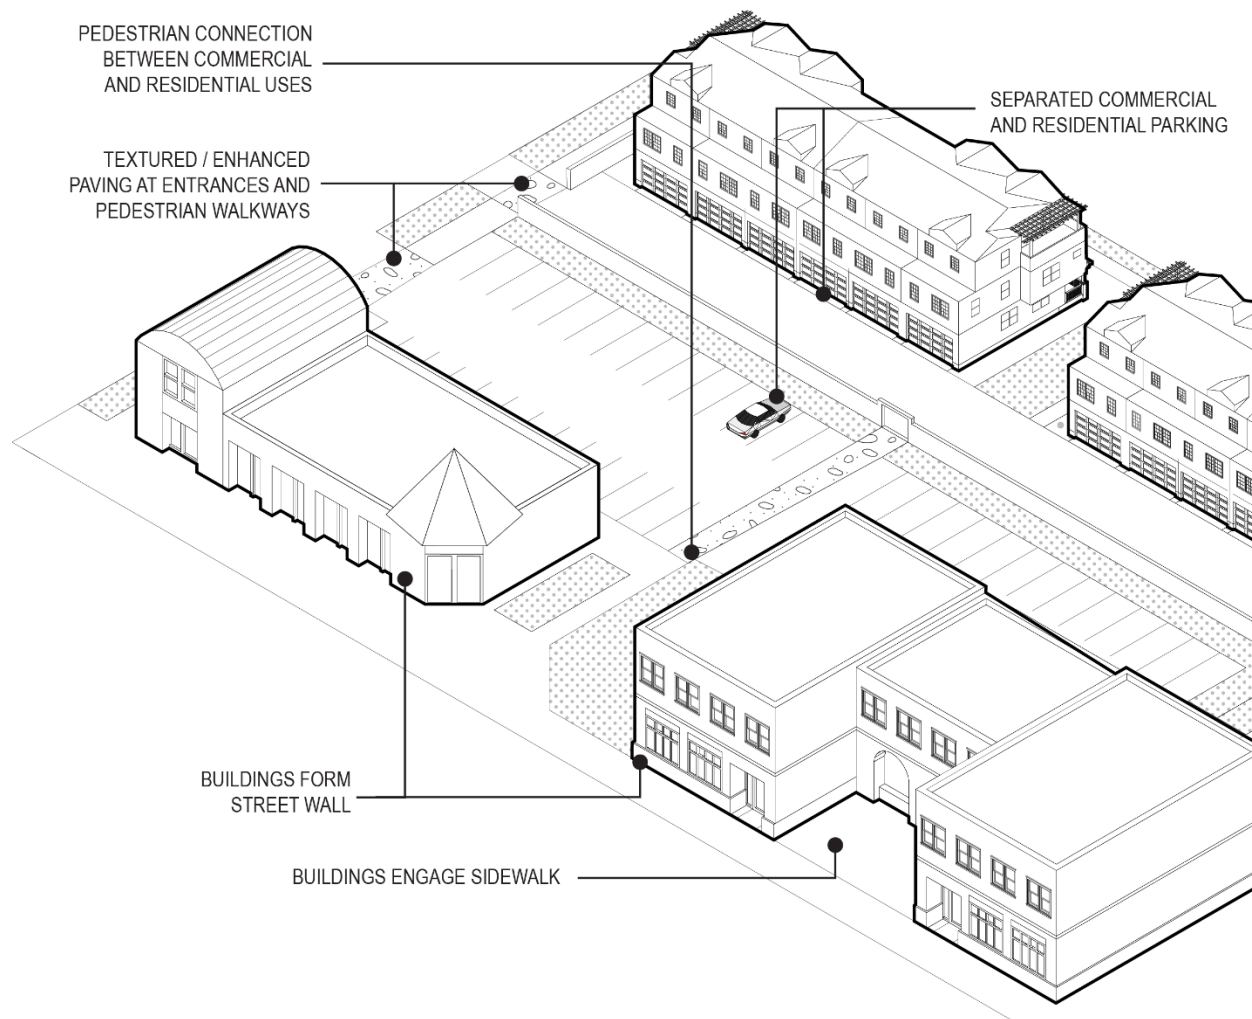 PEDESTRIAN CONNECTION
BETWEEN COMMERCIAL
AND RESIDENTIAL USES
SEPARATED COMMERCIAL
AND RESIDENTIAL PARKING
TEXTURED / ENHANCED
PAVING AT ENTRANCES AND
PEDESTRIAN WALKWAYS
BUILDINGS FORM
STREET WALL
BUILDINGS ENGAGE SIDEWALK